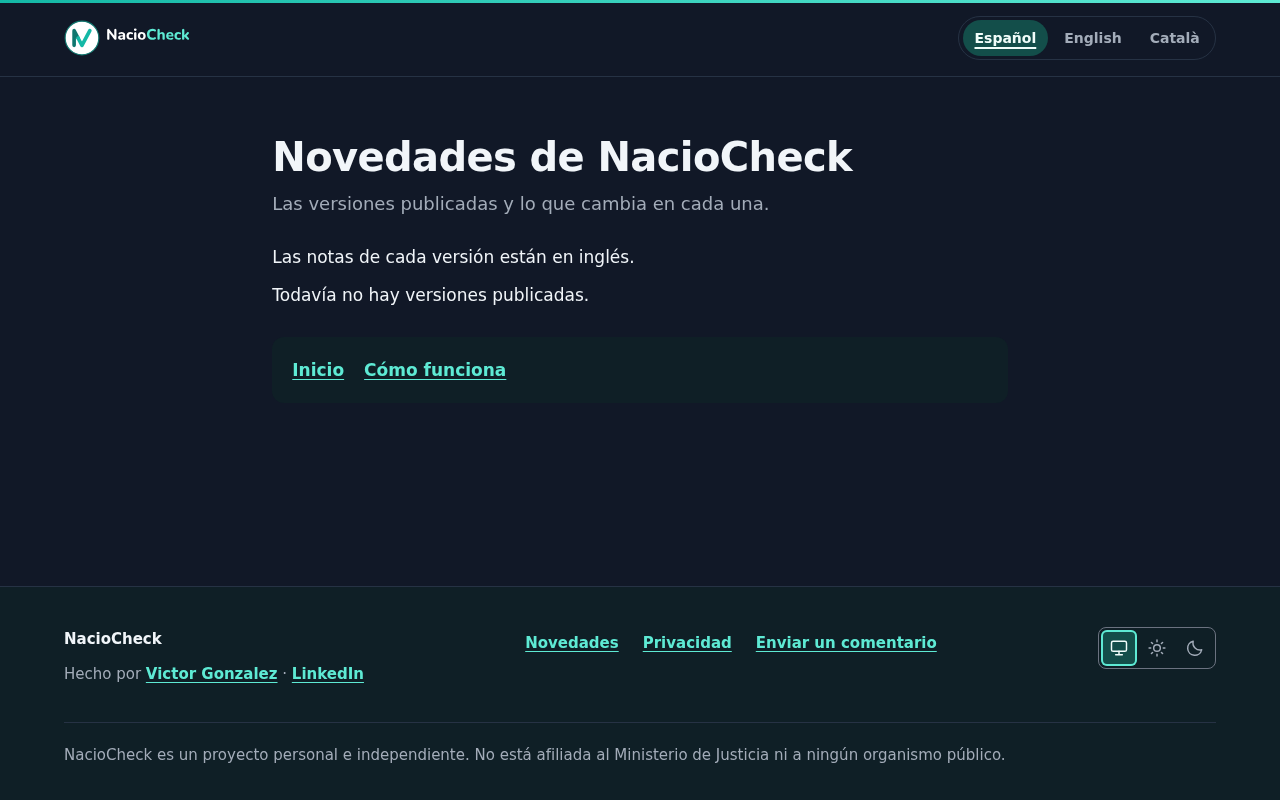 NacioCheck
Español English Català
Novedades de NacioCheck
Las versiones publicadas y lo que cambia en cada una.
Las notas de cada versión están en inglés.
Todavía no hay versiones publicadas.
Inicio Cómo funciona
NacioCheck
Hecho por Victor Gonzalez · LinkedIn
Novedades Privacidad Enviar un comentario
NacioCheck es un proyecto personal e independiente. No está afiliada al Ministerio de Justicia ni a ningún organismo público.